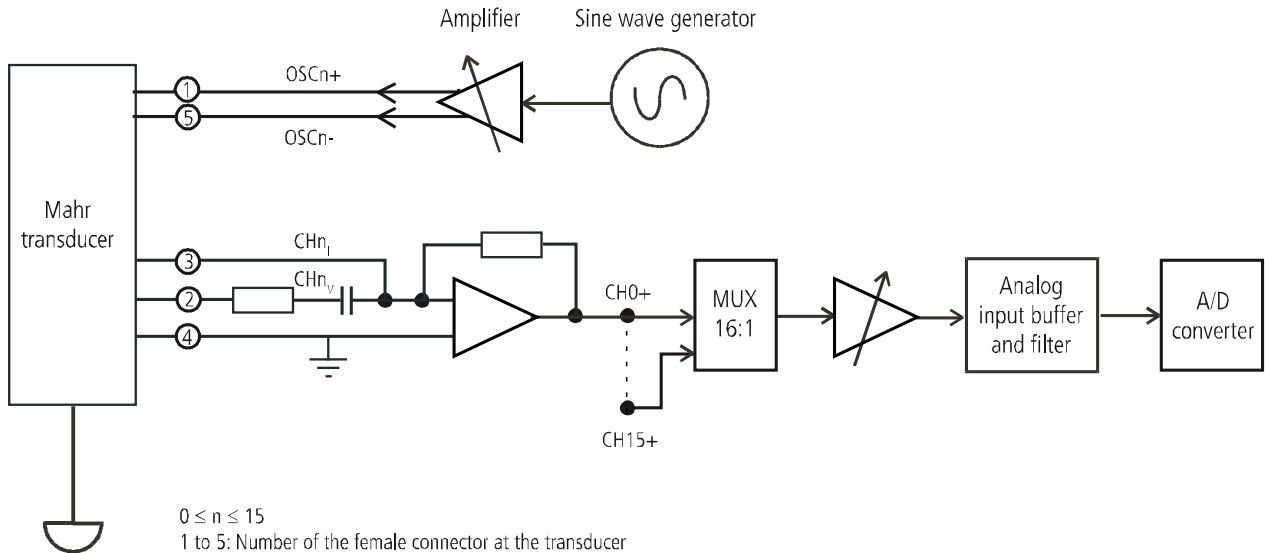 Amplifier
Sine wave generator
OSCn+
1
5
OSCn-
Mahr
transducer
3
CHnI
2
CHnV
4
CH0+
CH15+
MUX
16:1
Analog
input buffer
and filter
A/D
converter
0 ≤ n ≤ 15
1 to 5: Number of the female connector at the transducer